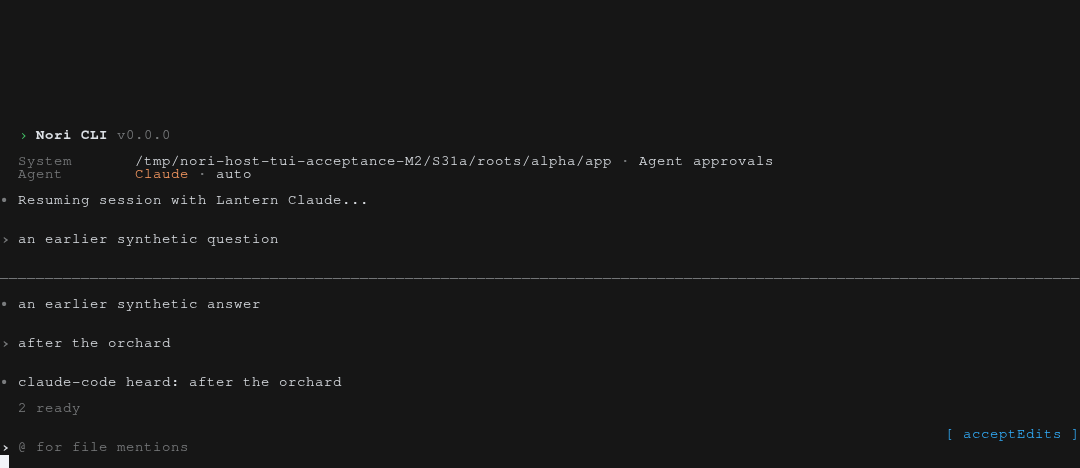 › Nori CLI v0.0.0
System /tmp/nori-host-tui-acceptance-M2/S31a/roots/alpha/app · Agent approvals
Agent Claude · auto
• Resuming session with Lantern Claude...
› an earlier synthetic question
• an earlier synthetic answer
› after the orchard
• claude-code heard: after the orchard
2 ready
[ acceptEdits ]
› @ for file mentions